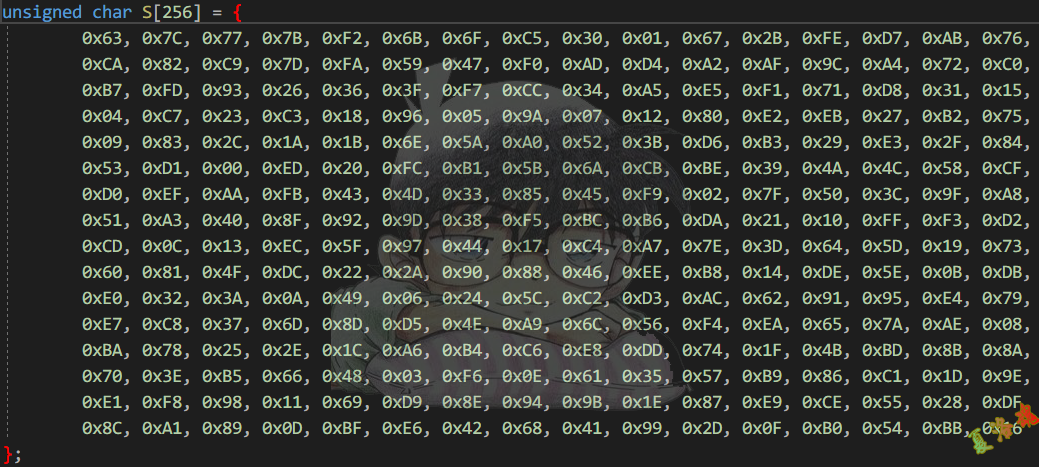 unsigned char S[256] = {
0x63, 0x7C, 0x77, 0x7B, 0xF2, 0x6B, 0x6F, 0xC5, 0x30, 0x01, 0x67, 0x2B, 0xFE, 0xD7, 0xAB, 0x76,
0xCA, 0x82, 0xC9, 0x7D, 0xFA, 0x59, 0x47, 0xF0, 0xAD, 0xD4, 0xA2, 0xAF, 0x9C, 0xA4, 0x72, 0xC0,
0xB7, 0xFD, 0x93, 0x26, 0x36, 0x3F, 0xF7, 0xCC, 0x34, 0xA5, 0xE5, 0xF1, 0x71, 0xD8, 0x31, 0x15,
0x04, 0xC7, 0x23, 0xC3, 0x18, 0x96, 0x05, 0x9A, 0x07, 0x12, 0x80, 0xE2, 0xEB, 0x27, 0xB2, 0x75,
0x09, 0x83, 0x2C, 0x1A, 0x1B, 0x6E, 0x5A, 0xA0, 0x52, 0x3B, 0xD6, 0xB3, 0x29, 0xE3, 0x2F, 0x84,
0x53, 0xD1, 0x00, 0xED, 0x20, 0xFC, 0xB1, 0x5B, 0x6A, 0xCB, 0xBE, 0x39, 0x4A, 0x4C, 0x58, 0xCF,
0xD0, 0xEF, 0xAA, 0xFB, 0x43, 0x4D, 0x33, 0x85, 0x45, 0xF9, 0x02, 0x7F, 0x50, 0x3C, 0x9F, 0xA8,
0x51, 0xA3, 0x40, 0x8F, 0x92, 0x9D, 0x38, 0xF5, 0xBC, 0xB6, 0xDA, 0x21, 0x10, 0xFF, 0xF3, 0xD2,
0xCD, 0x0C, 0x13, 0xEC, 0x5F, 0x97, 0x44, 0x17, 0xC4, 0xA7, 0x7E, 0x3D, 0x64, 0x5D, 0x19, 0x73,
0x60, 0x81, 0x4F, 0xDC, 0x22, 0x2A, 0x90, 0x88, 0x46, 0xEE, 0xB8, 0x14, 0xDE, 0x5E, 0x0B, 0xDB,
0xE0, 0x32, 0x3A, 0x0A, 0x49, 0x06, 0x24, 0x5C, 0xC2, 0xD3, 0xAC, 0x62, 0x91, 0x95, 0xE4, 0x79,
0xE7, 0xC8, 0x37, 0x6D, 0x8D, 0xD5, 0x4E, 0xA9, 0x6C, 0x56, 0xF4, 0xEA, 0x65, 0x7A, 0xAE, 0x08,
0xBA, 0x78, 0x25, 0x2E, 0x1C, 0xA6, 0xB4, 0xC6, 0xE8, 0xDD, 0x74, 0x1F, 0x4B, 0xBD, 0x8B, 0x8A,
0x70, 0x3E, 0xB5, 0x66, 0x48, 0x03, 0xF6, 0x0E, 0x61, 0x35, 0x57, 0xB9, 0x86, 0xC1, 0x1D, 0x9E,
0xE1, 0xF8, 0x98, 0x11, 0x69, 0xD9, 0x8E, 0x94, 0x9B, 0x1E, 0x87, 0xE9, 0xCE, 0x55, 0x28, 0xDF
0x8C, 0xA1, 0x89, 0x0D, 0xBF, 0xE6, 0x42, 0x68, 0x41, 0x99, 0x2D, 0x0F, 0xB0, 0x54, 0xBB,
};